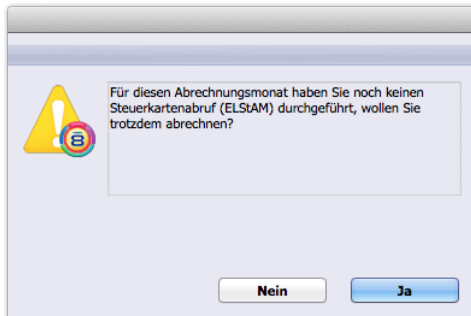 Für diesen Abrechnungsmonat haben Sie noch keinen
Steuerkartenabruf (ELStAM) durchgeführt, wollen Sie
trotzdem abrechnen?
Nein
Ja